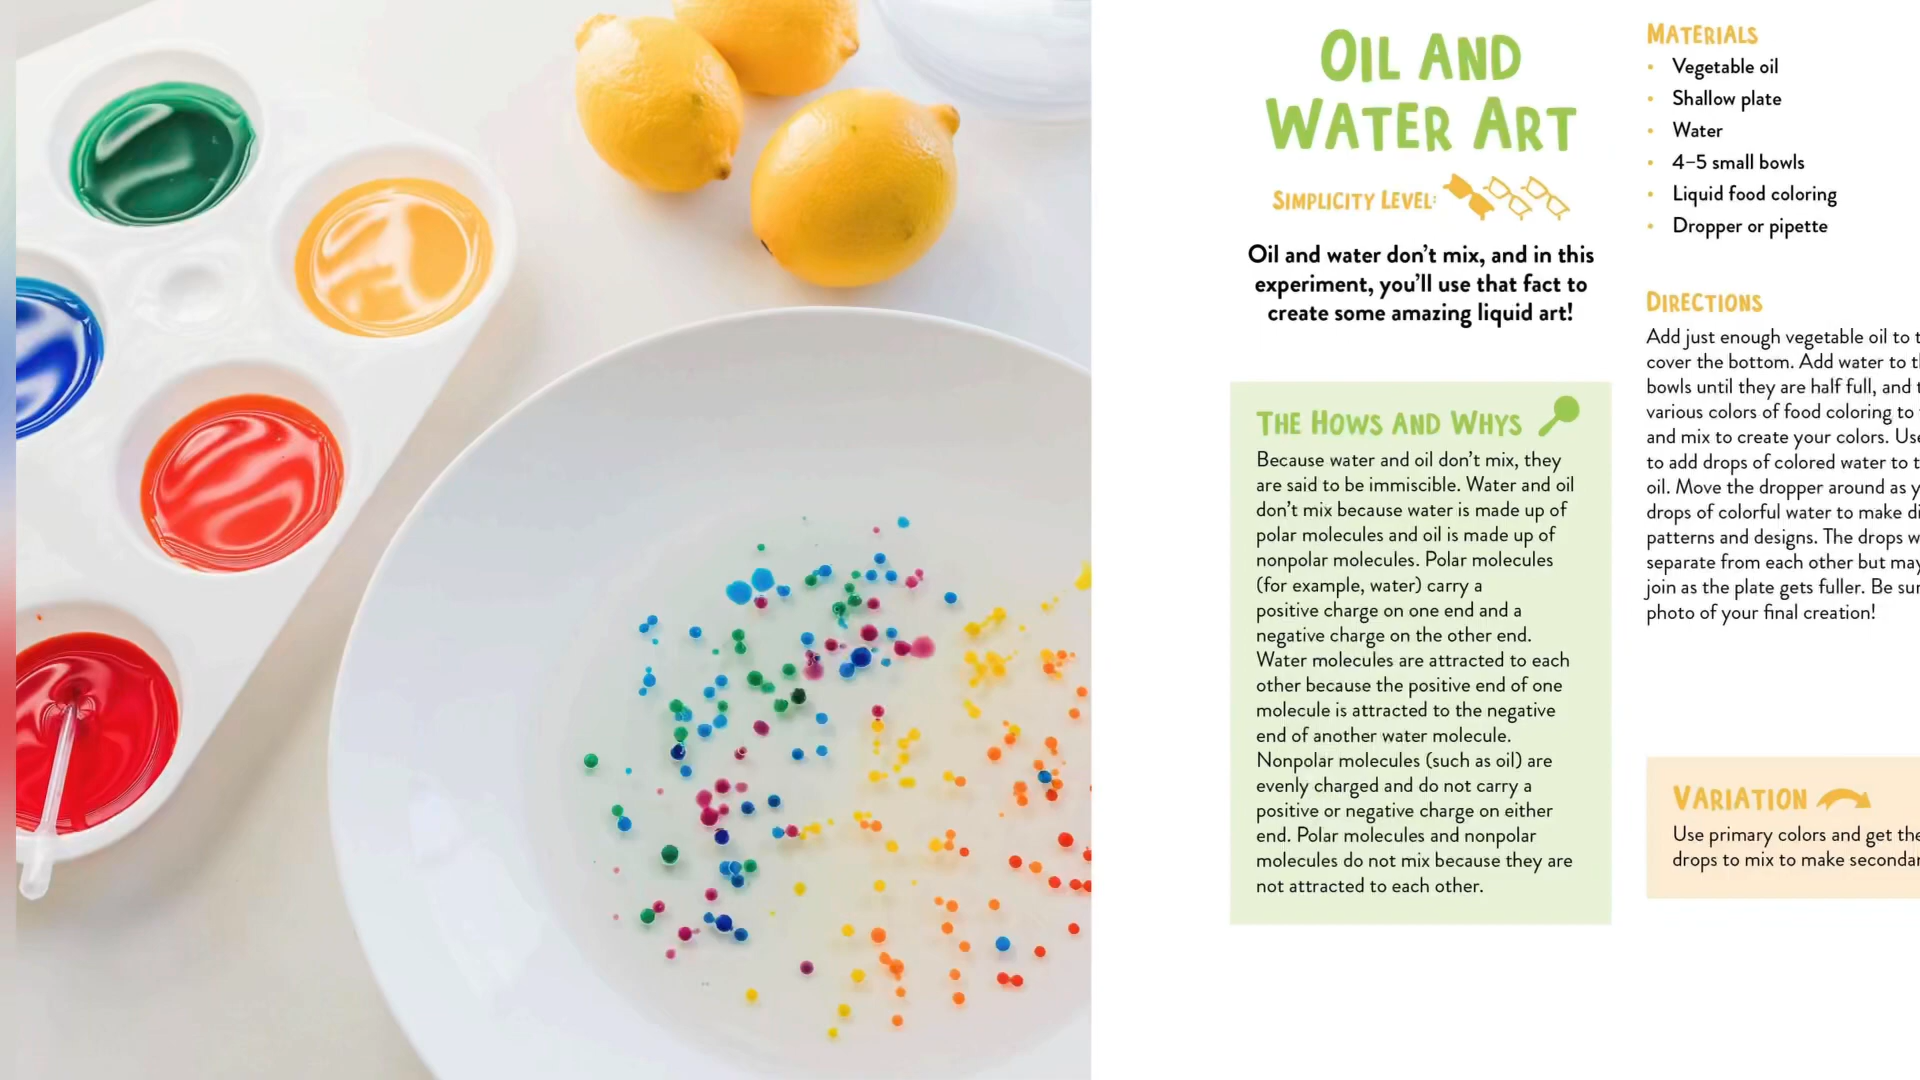 OIL AND
WATER ART
SIMPLICITY LEVEL:
Oil and water don't mix, and in this
experiment, you'll use that fact to
create some amazing liquid art!
THE HOWS AND WHYS
Because water and oil don't mix, they
are said to be immiscible. Water and oil
don't mix because water is made up of
polar molecules and oil is made up of
nonpolar molecules. Polar molecules
(for example, water) carry a
positive charge on one end and a
negative charge on the other end.
Water molecules are attracted to each
other because the positive end of one
molecule is attracted to the negative
end of another water molecule.
Nonpolar molecules (such as oil) are
evenly charged and do not carry a
positive or negative charge on either
end. Polar molecules and nonpolar
molecules do not mix because they are
not attracted to each other.
MATERIALS
• Vegetable oil
• Shallow plate
• Water
• 4–5 small bowls
• Liquid food coloring
• Dropper or pipette
DIRECTIONS
Add just enough vegetable oil to
cover the bottom. Add water to
bowls until they are half full, and
various colors of food coloring to
and mix to create your colors.
to add drops of colored water to
oil. Move the dropper around as
drops of colorful water to make
patterns and designs. The drops
separate from each other but may
join as the plate gets fuller. Be
photo of your final creation!
VARIATION
Use primary colors and get the
drops to mix to make